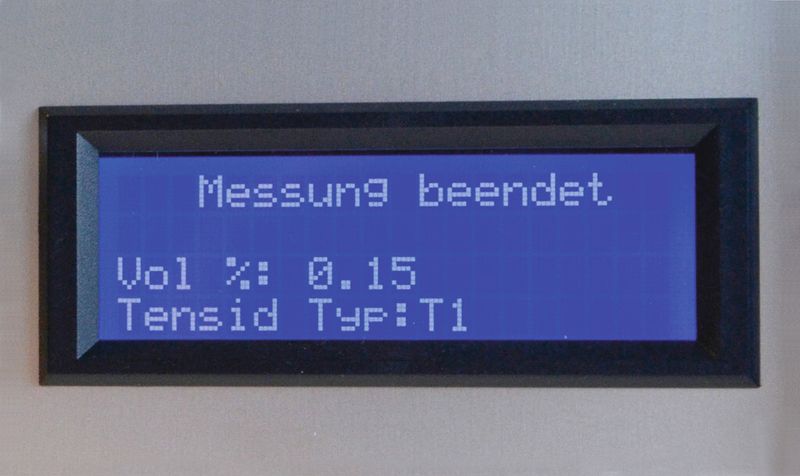 Messung beendet
Vol %: 0.15
Tensid Typ:T1